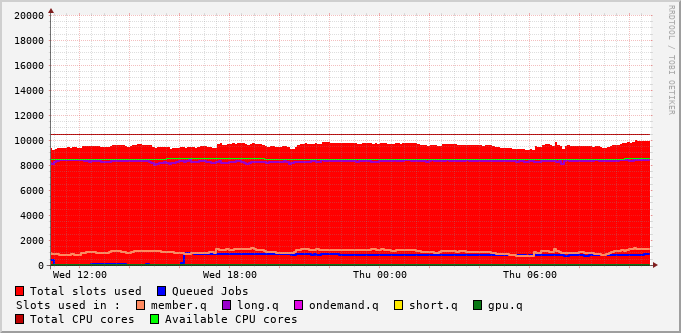 RRDTOOL / TOBI OETIKER
20000
18000
16000
14000
12000
10000
8000
6000
4000
2000
0
Wed 12:00 Wed 18:00 Thu 00:00 Thu 06:00
Total slots used Queued Jobs
Slots used in : member.q long.q ondemand.q short.q gpu.q
Total CPU cores Available CPU cores